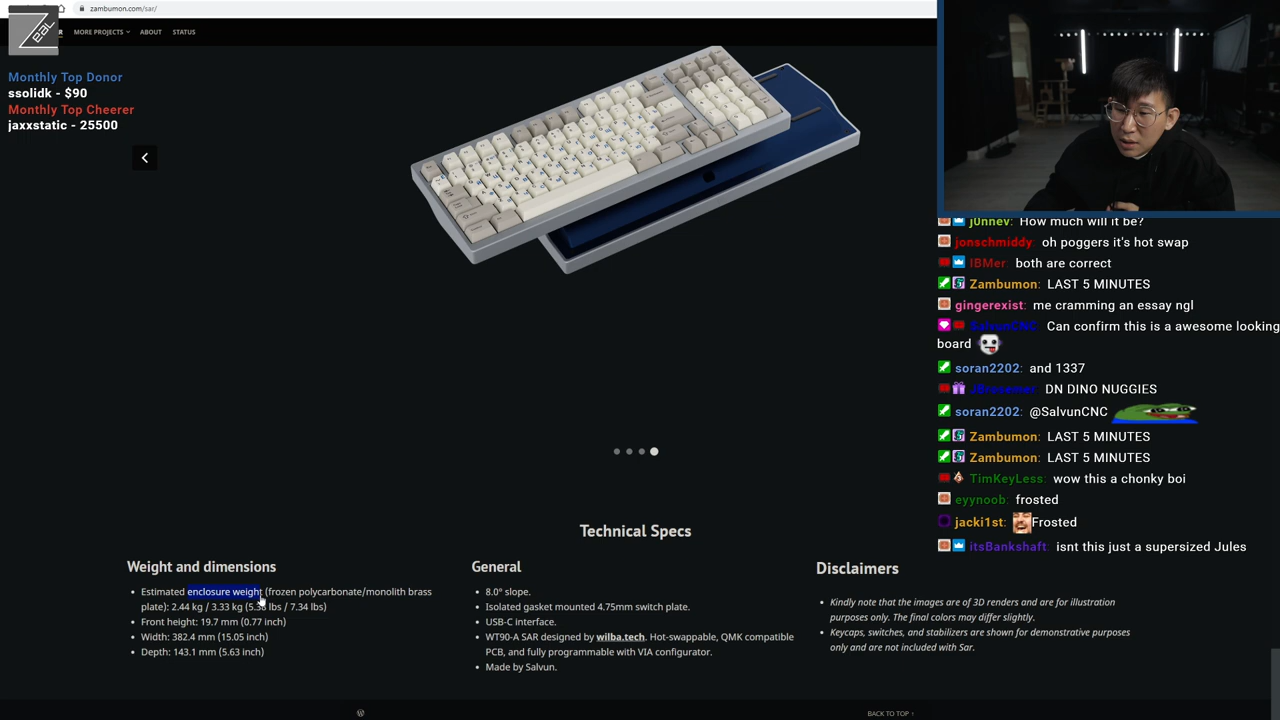 zambumon.com/sar/
MORE PROJECTS
ABOUT
STATUS
Monthly Top Donor
ssolidk - $90
Monthly Top Cheerer
jaxxstatic - 25500
j0nnev: How much will it be?
jonschmiddy: oh poggers it's hot swap
IBMer: both are correct
Zambumon: LAST 5 MINUTES
gingerexist: me cramming an essay ngl
SalvunCNC: Can confirm this is a awesome looking
board
soran2202: and 1337
DN DINO NUGGIES
soran2202: @SalvunCNC
Zambumon: LAST 5 MINUTES
Zambumon: LAST 5 MINUTES
TimKeyLess: wow this a chonky boi
eyynoob: frosted
jacki1st: Frosted
itsBankshaft: isnt this just a supersized Jules
Technical Specs
Weight and dimensions
Estimated enclosure weight (frozen polycarbonate/monolith brass
plate): 2.44 kg / 3.33 kg (5.38 lbs / 7.34 lbs)
Front height: 19.7 mm (0.77 inch)
Width: 382.4 mm (15.05 inch)
Depth: 143.1 mm (5.63 inch)
General
8.0° slope.
Isolated gasket mounted 4.75mm switch plate.
USB-C interface.
WT90-A SAR designed by wilba.tech. Hot-swappable, QMK compatible
PCB, and fully programmable with VIA configurator.
Made by Salvun.
Disclaimers
Kindly note that the images are of 3D renders and are for illustration
purposes only. The final colors may differ slightly.
Keycaps, switches, and stabilizers are shown for demonstrative purposes
only and are not included with Sar.
BACK TO TOP ↑